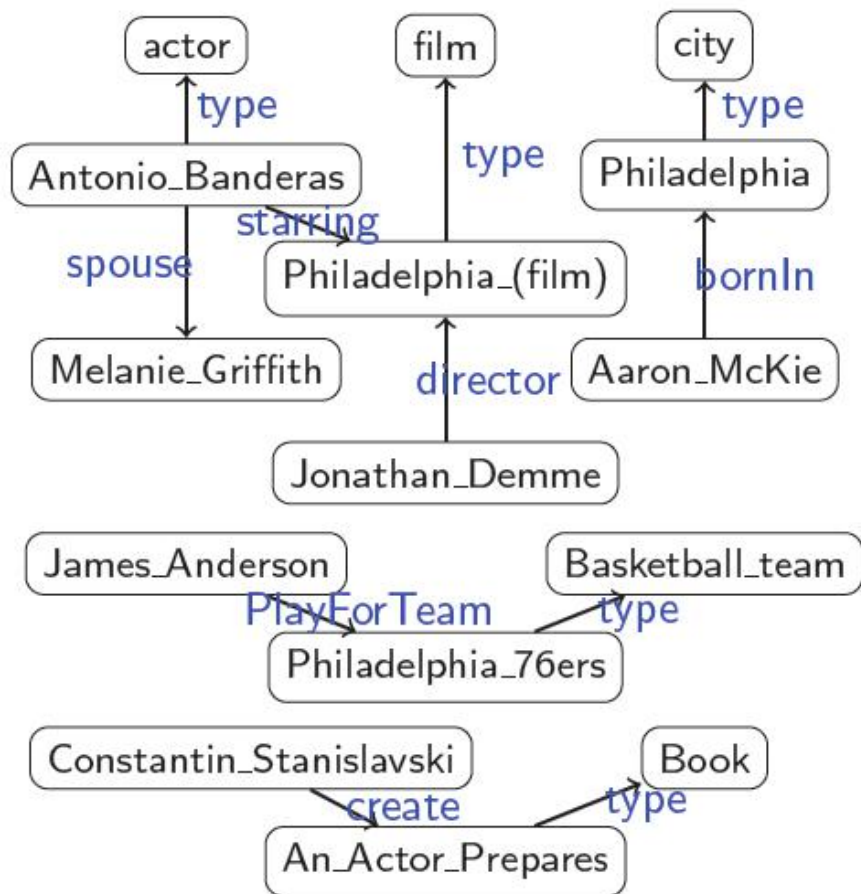 actor film city
type type
Antonio_Banderas type Philadelphia
starring
spouse Philadelphia_(film) bornIn
Melanie_Griffith director Aaron_McKie
Jonathan_Demme
James_Anderson Basketball_team
PlayForTeam type
Philadelphia_76ers
Constantin_Stanislavski Book
create type
An_Actor_Prepares